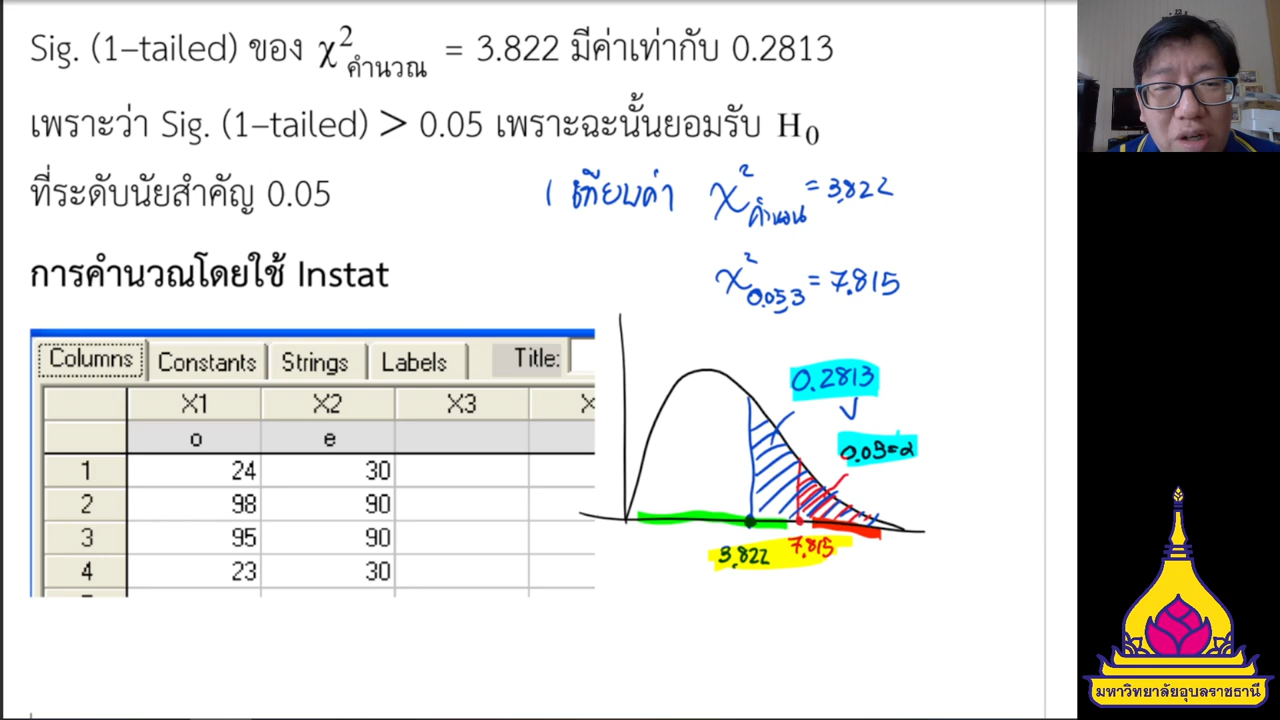 Sig. (1–tailed) ของ χ² คำนวณ = 3.822 มีค่าเท่ากับ 0.2813
เพราะว่า Sig. (1–tailed) > 0.05 เพราะฉะนั้นยอมรับ H₀
ที่ระดับนัยสำคัญ 0.05
เทียบค่า χ² คำนวณ = 3.822
χ² 0.05,3 = 7.815
การคำนวณโดยใช้ Instat
Columns Constants Strings Labels Title:
X1 X2 X3 X
o e
1 24 30
2 98 90
3 95 90
4 23 30
0.2813
0.05=α
3.822 7.815
มหาวิทยาลัยอุบลราชธานี